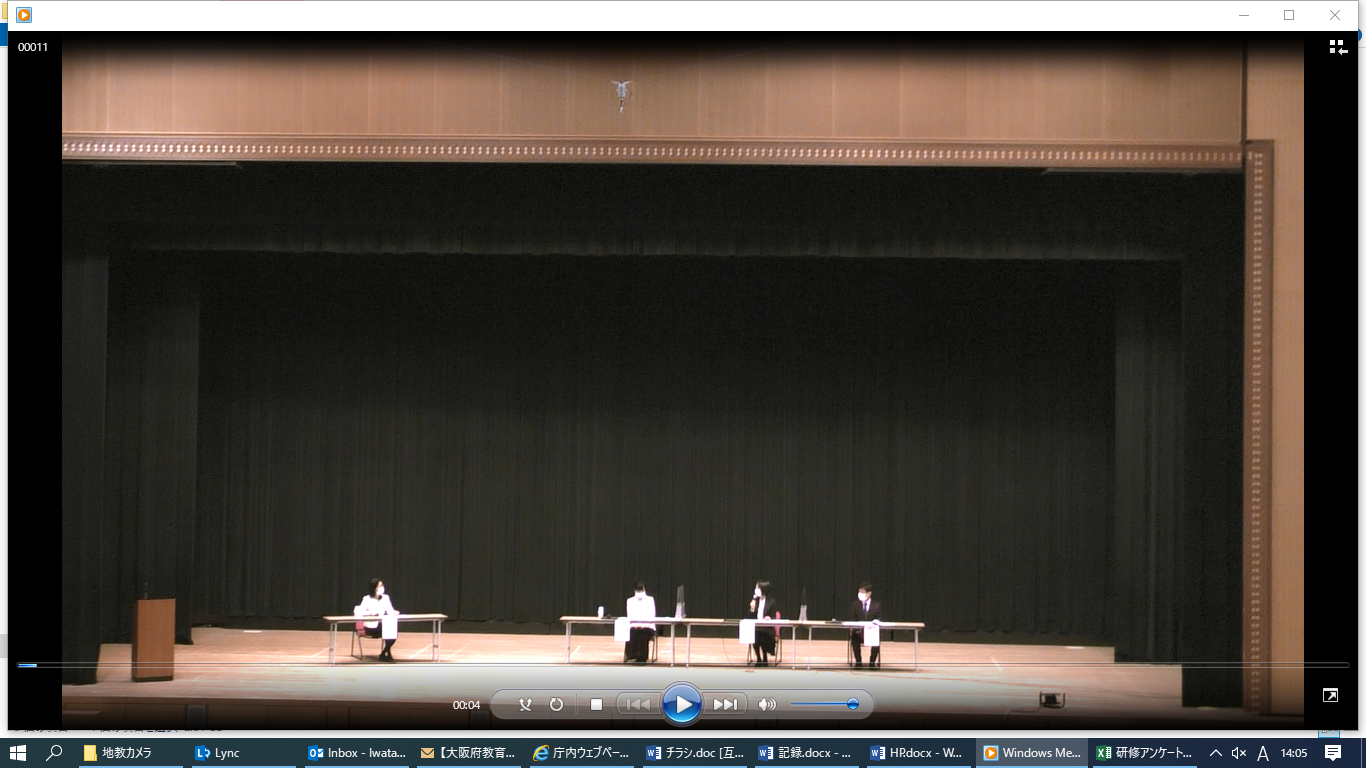 00011
00:04
地教カメラ
Lync
Inbox - Iwata...
【大阪府教育...
庁内ウェブペー...
チラシ.doc [互...
記録.docx - ...
HP.docx - W...
Windows Me...
研修アンケート...
A
14:05